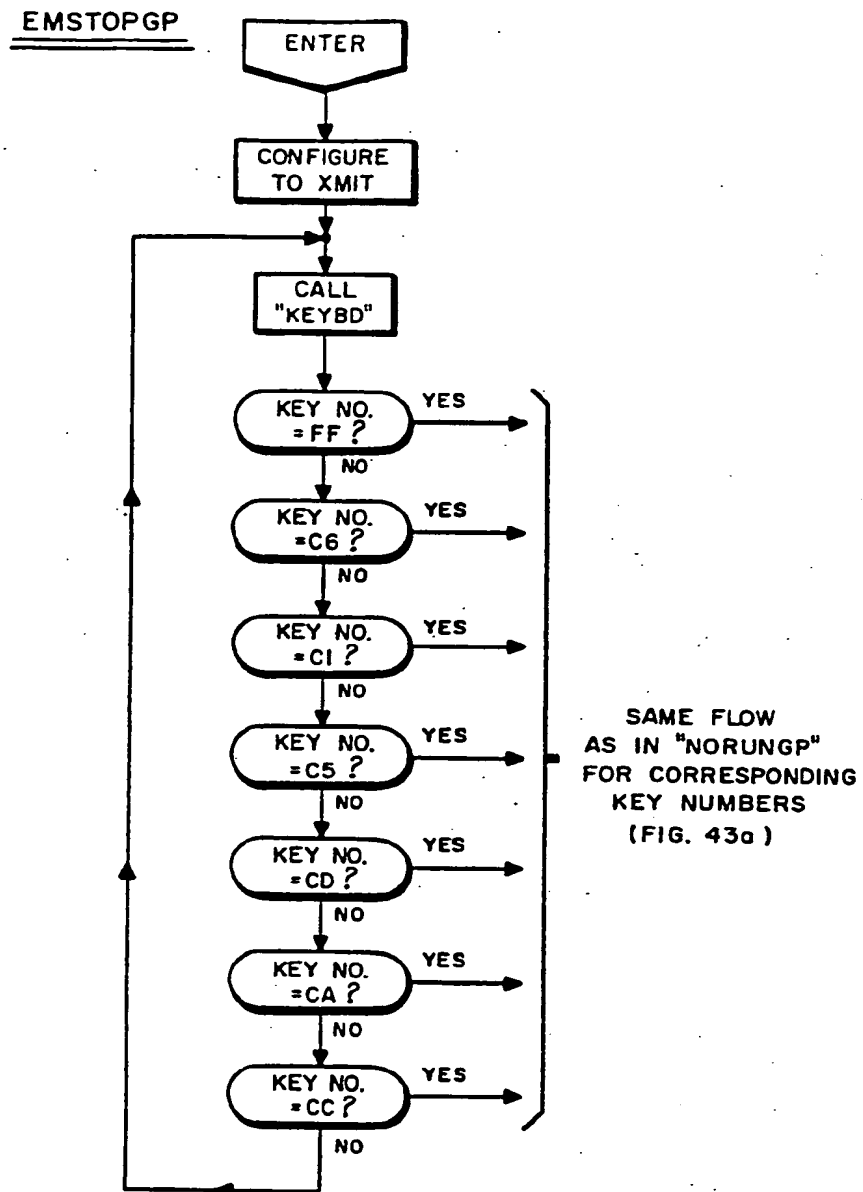 EMSTOPGP
ENTER
CONFIGURE
TO XMIT
CALL
"KEYBD"
KEY NO.
=FF?
YES
NO
KEY NO.
=C6?
YES
NO
KEY NO.
=C1?
YES
NO
KEY NO.
=C5?
YES
NO
KEY NO.
=CD?
YES
NO
KEY NO.
=CA?
YES
NO
KEY NO.
=CC?
YES
NO
SAME FLOW
AS IN "NORUNGP"
FOR CORRESPONDING
KEY NUMBERS
(FIG. 43a)